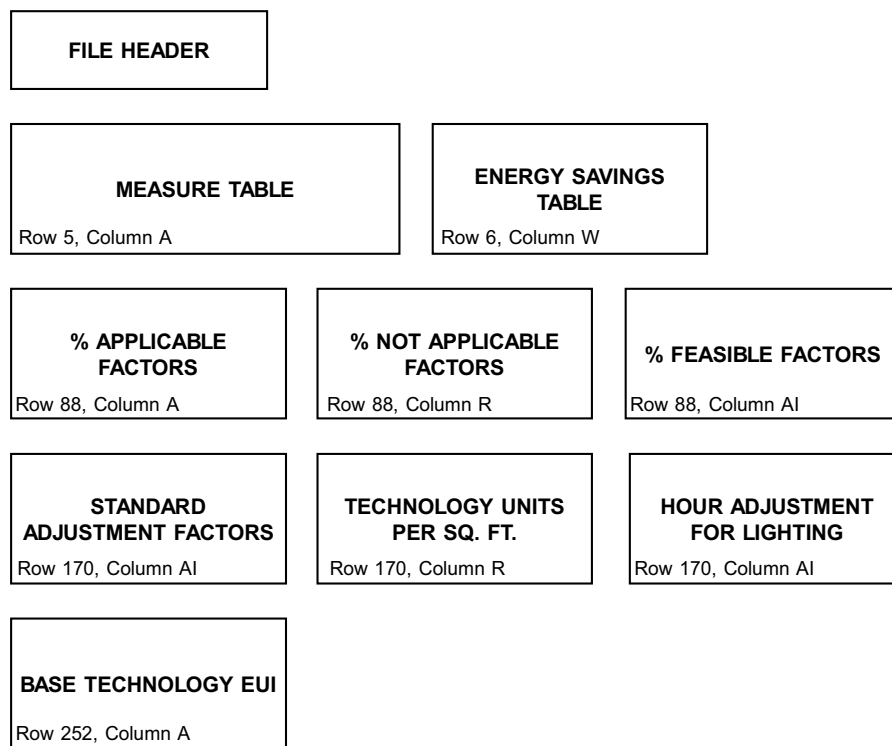 FILE HEADER
MEASURE TABLE
Row 5, Column A
ENERGY SAVINGS
TABLE
Row 6, Column W
% APPLICABLE
FACTORS
Row 88, Column A
% NOT APPLICABLE
FACTORS
Row 88, Column R
% FEASIBLE FACTORS
Row 88, Column AI
STANDARD
ADJUSTMENT FACTORS
Row 170, Column AI
TECHNOLOGY UNITS
PER SQ. FT.
Row 170, Column R
HOUR ADJUSTMENT
FOR LIGHTING
Row 170, Column AI
BASE TECHNOLOGY EUI
Row 252, Column A